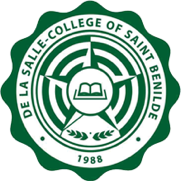 DE LA SALLE-COLLEGE OF SAINT BENILDE
1988